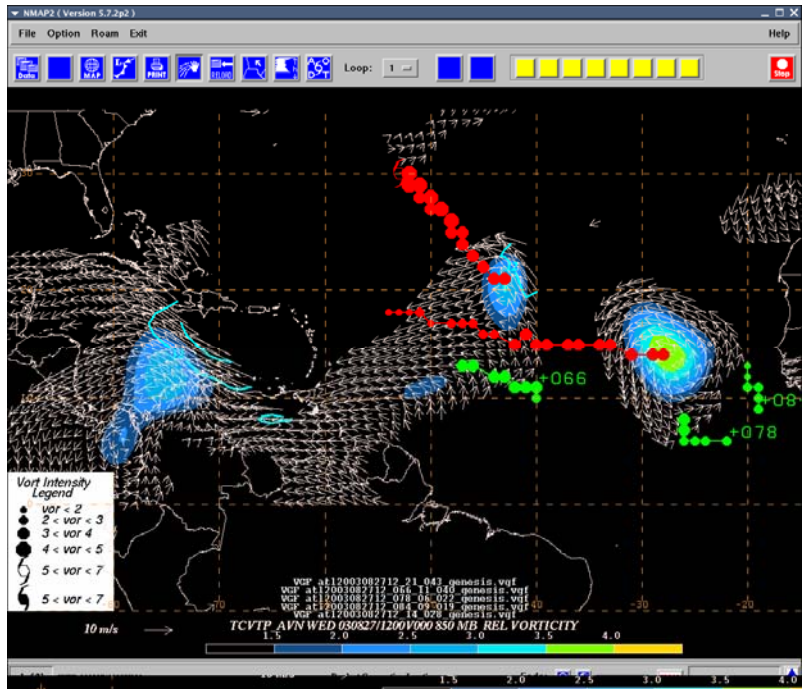 NMAP2 ( Version 5.7.2p2 )
File Option Roam Exit Help
Data MAP PRINT RELOAD Loop: 1 Stop
30
+066
+08
+078
Vort Intensity
Legend
vor < 2
2 < vor < 3
3 < vor 4
4 < vor < 5
5 < vor < 7
5 < vor < 7
0
VGF atl2003082712_21_043_genesis.vgf
VGF atl2003082712_066_11_040_genesis.vgf
VGF atl2003082712_078_06_022_genesis.vgf
VGF atl2003082712_084_09_019_genesis.vgf
VGF atl2003082712_14_028_genesis.vgf
-80 -40 -30 -20
10 m/s TCVTP AVN WED 030827/1200V000 850 MB REL VORTICITY
1.5 2.0 2.5 3.0 3.5 4.0
1.5 2.0 2.5 3.0 3.5 4.0